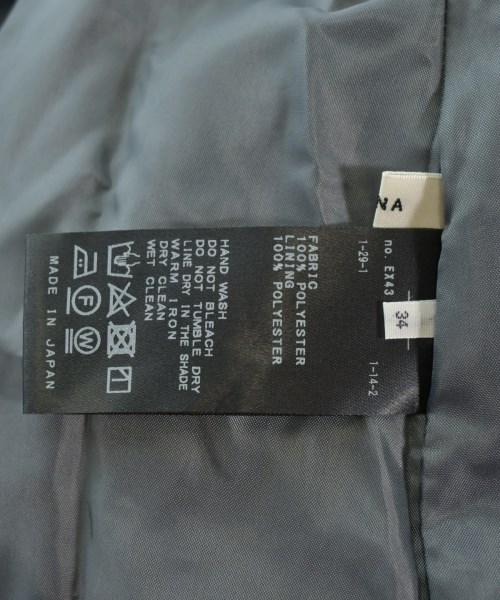 NA
34
no. EX43
1-29-1
1-14-2
FABRIC
100% POLYESTER
LINING
100% POLYESTER
HAND WASH
DO NOT BLEACH
DO NOT TUMBLE DRY
LINE DRY IN THE SHADE
WARM IRON
DRY CLEAN
WET CLEAN
F W
MADE IN JAPAN